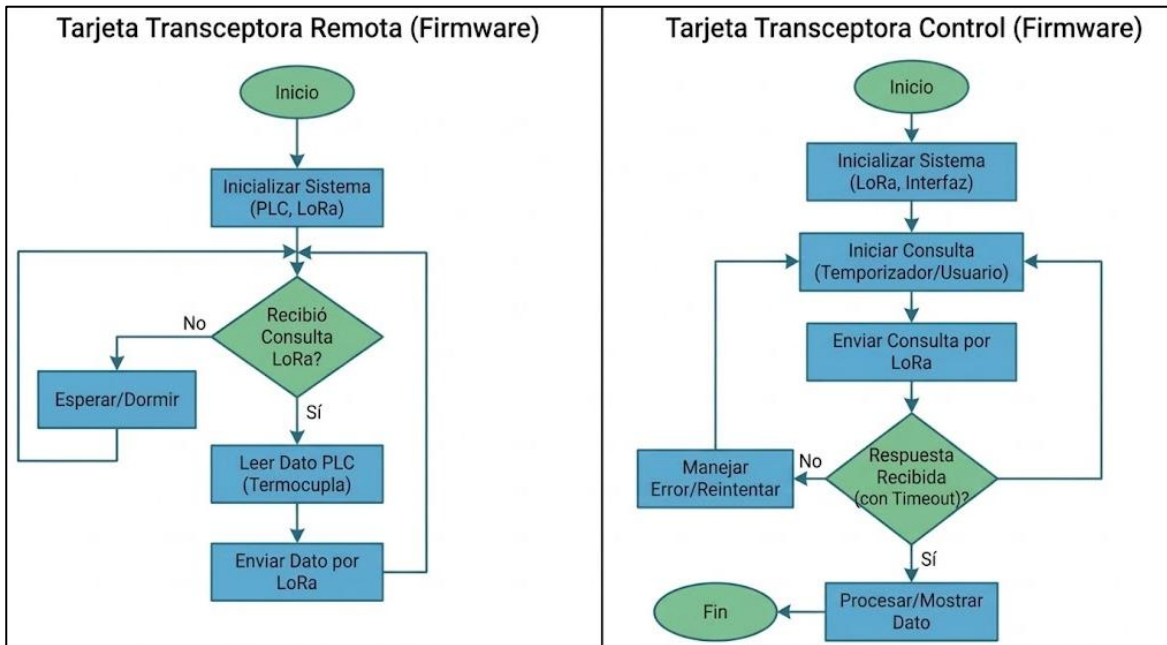 Tarjeta Transceptora Remota (Firmware)
Inicio
Inicializar Sistema
(PLC, LoRa)
Recibió
Consulta
LoRa?
No
Esperar/Dormir
Sí
Leer Dato PLC
(Termocupla)
Enviar Dato por
LoRa
Tarjeta Transceptora Control (Firmware)
Inicio
Inicializar Sistema
(LoRa, Interfaz)
Iniciar Consulta
(Temporizador/Usuario)
Enviar Consulta por
LoRa
Respuesta
Recibida
(con Timeout)?
No
Manejar
Error/Reintentar
Sí
Procesar/Mostrar
Dato
Fin